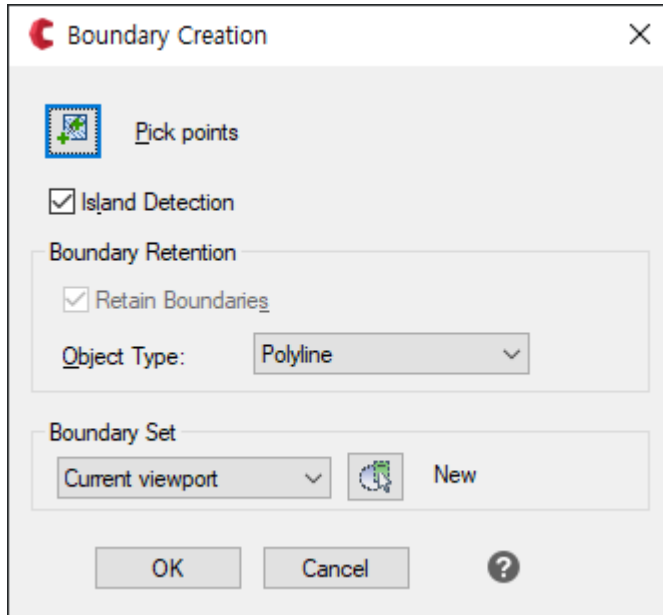 Boundary Creation
Pick points
Island Detection
Boundary Retention
Retain Boundaries
Object Type: Polyline
Boundary Set
Current viewport New
OK Cancel ?